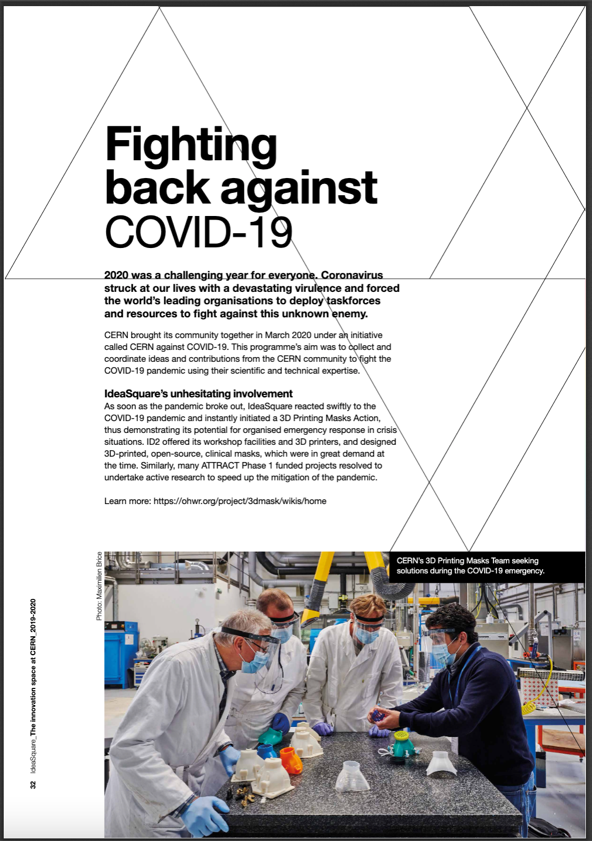 Fighting
back against
COVID-19
2020 was a challenging year for everyone. Coronavirus
struck at our lives with a devastating virulence and forced
the world's leading organisations to deploy taskforces
and resources to fight against this unknown enemy.
CERN brought its community together in March 2020 under an initiative
called CERN against COVID-19. This programme's aim was to collect and
coordinate ideas and contributions from the CERN community to fight the
COVID-19 pandemic using their scientific and technical expertise.
IdeaSquare's unhesitating involvement
As soon as the pandemic broke out, IdeaSquare reacted swiftly to the
COVID-19 pandemic and instantly initiated a 3D Printing Masks Action,
thus demonstrating its potential for organised emergency response in crisis
situations. ID2 offered its workshop facilities and 3D printers, and designed
3D-printed, open-source, clinical masks, which were in great demand at
the time. Similarly, many ATTRACT Phase 1 funded projects resolved to
undertake active research to speed up the mitigation of the pandemic.
Learn more: https://ohwr.org/project/3dmask/wikis/home
CERN's 3D Printing Masks Team seeking
solutions during the COVID-19 emergency.
Photo: Maximilien Brice
32 IdeaSquare_The innovation space at CERN_2019-2020